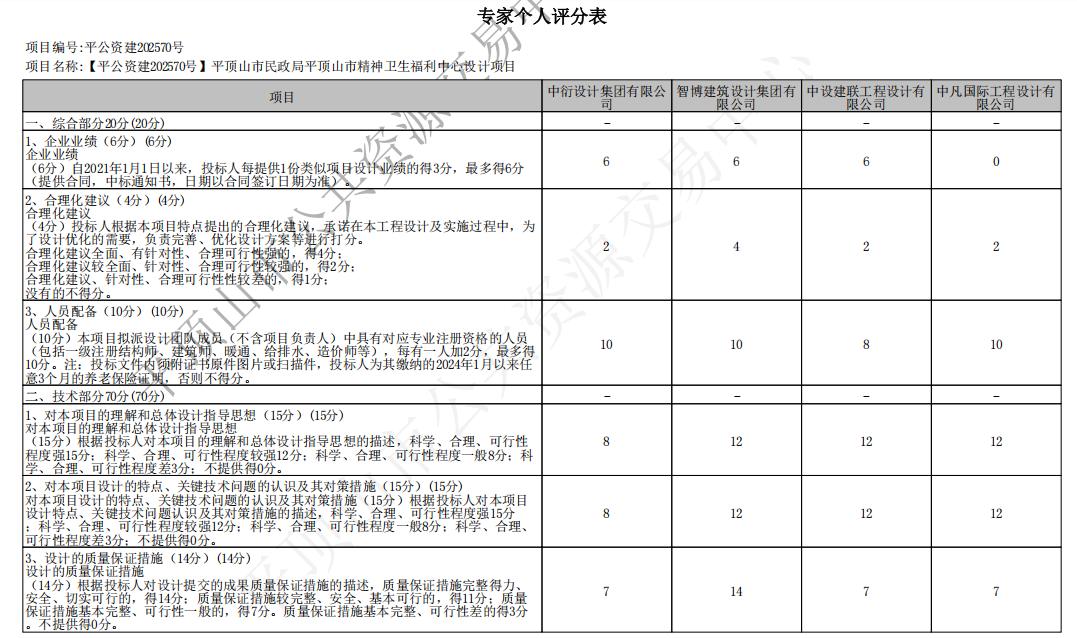 专家个人评分表
项目编号:平公资建202570号
项目名称:【平公资建202570号】平顶山市民政局平顶山市精神卫生福利中心设计项目
项目
中衍设计集团有限公
司
智博建筑设计集团有
限公司
中设建联工程设计有
限公司
中凡国际工程设计有
限公司
一、综合部分20分(20分)
–
–
–
–
1、企业业绩（6分）(6分)
企业业绩
（6分）自2021年1月1日以来，投标人每提供1份类似项目设计业绩的得3分，最多得6分
（提供合同，中标通知书，日期以合同签订日期为准）。
6
6
6
0
2、合理化建议（4分）(4分)
合理化建议
（4分）投标人根据本项目特点提出的合理化建议，承诺在本工程设计及实施过程中，为
了设计优化的需要，负责完善、优化设计方案等进行打分。
合理化建议全面、有针对性、合理可行性强的，得4分；
合理化建议较全面、针对性、合理可行性较强的，得2分；
合理化建议、针对性、合理可行性性较差的，得1分；
没有的不得分。
2
4
2
2
3、人员配备（10分）(10分)
人员配备
（10分）本项目拟派设计团队成员（不含项目负责人）中具有对应专业注册资格的人员
（包括一级注册结构师、建筑师、暖通、给排水、造价师等），每有一人加2分，最多得
10分。注：投标文件内须附证书原件图片或扫描件，投标人为其缴纳的2024年1月以来任
意3个月的养老保险证明，否则不得分。
10
10
8
10
二、技术部分70分(70分)
–
–
–
–
1、对本项目的理解和总体设计指导思想（15分）(15分)
对本项目的理解和总体设计指导思想
（15分）根据投标人对本项目的理解和总体设计指导思想的描述，科学、合理、可行性
程度强15分；科学、合理、可行性程度较强12分；科学、合理、可行性程度一般8分；科
学、合理、可行性程度差3分；不提供得0分。
8
12
12
12
2、对本项目设计的特点、关键技术问题的认识及其对策措施（15分）(15分)
对本项目设计的特点、关键技术问题的认识及其对策措施（15分）根据投标人对本项目
设计特点、关键技术问题认识及其对策措施的描述，科学、合理、可行性程度强15分
；科学、合理、可行性程度较强12分；科学、合理、可行性程度一般8分；科学、合理、
可行性程度差3分；不提供得0分。
8
12
12
12
3、设计的质量保证措施（14分）(14分)
设计的质量保证措施
（14分）根据投标人对设计提交的成果质量保证措施的描述，质量保证措施完整得力、
安全、切实可行的，得14分；质量保证措施较完整、安全、基本可行的，得11分；质量
保证措施基本完整、可行性一般的，得7分。质量保证措施基本完整、可行性差的得3分
。不提供得0分。
7
14
7
7
平顶山市公共资源交易中心
平顶山市公共资源交易中心